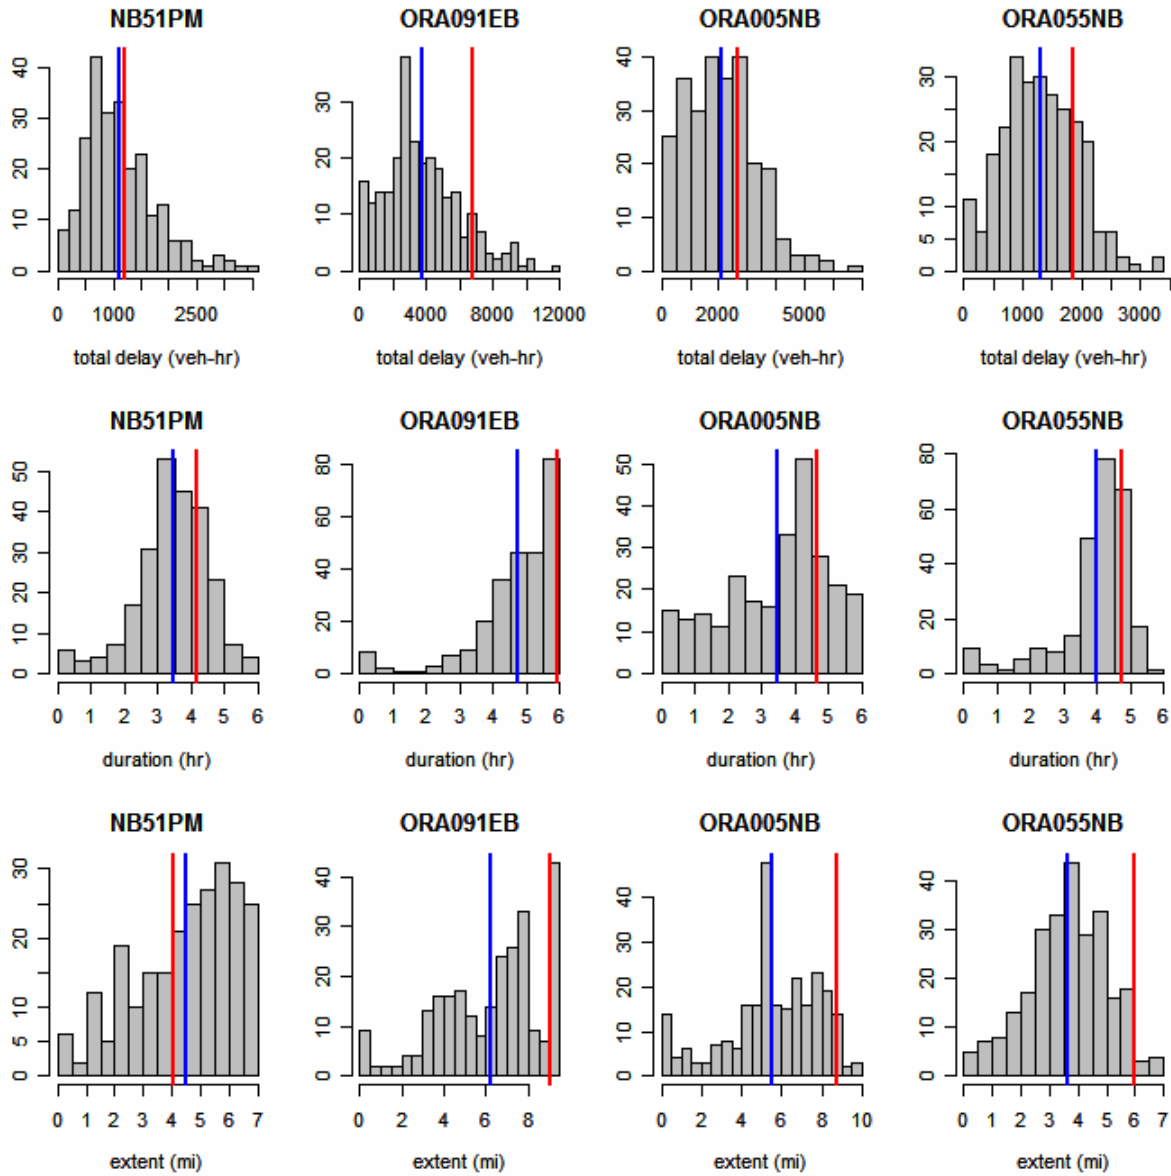 NB51PM ORA091EB ORA005NB ORA055NB
40 30 20 10 0
30 20 10 0
40 30 20 10 0
30 20 10 5 0
0 1000 2500
0 4000 8000 12000
0 2000 5000
0 1000 2000 3000
total delay (veh-hr) total delay (veh-hr) total delay (veh-hr) total delay (veh-hr)
NB51PM ORA091EB ORA005NB ORA055NB
50 40 30 20 10 0
80 60 40 20 0
50 40 30 20 10 0
80 60 40 20 0
0 1 2 3 4 5 6
0 1 2 3 4 5 6
0 1 2 3 4 5 6
0 1 2 3 4 5 6
duration (hr) duration (hr) duration (hr) duration (hr)
NB51PM ORA091EB ORA005NB ORA055NB
30 20 10 5 0
40 30 20 10 0
40 30 20 10 0
40 30 20 10 0
0 1 2 3 4 5 6 7
0 2 4 6 8
0 2 4 6 8 10
0 1 2 3 4 5 6 7
extent (mi) extent (mi) extent (mi) extent (mi)